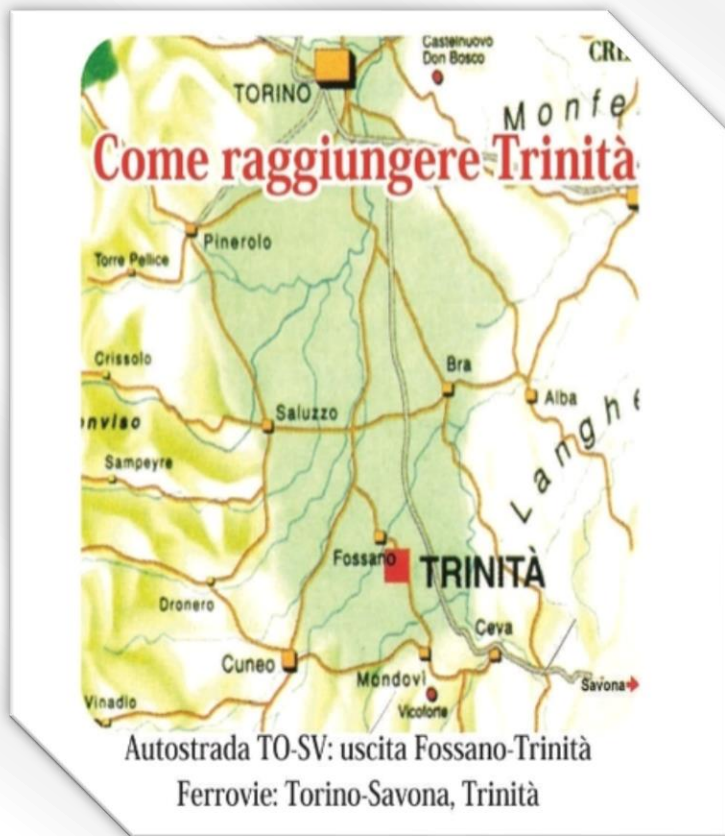 Castelnuovo
Don Bosco
TORINO
Monfe
Come raggiungere Trinità
Pinerolo
Torre Pellice
Crissolo
Bra
Alba
Saluzzo
nviso
Langhe
Sampeyre
Fossano
TRINITÀ
Dronero
Ceva
Cuneo
Mondovì
Savona
Vinadio
Vicoforte
Autostrada TO-SV: uscita Fossano-Trinità
Ferrovie: Torino-Savona, Trinità